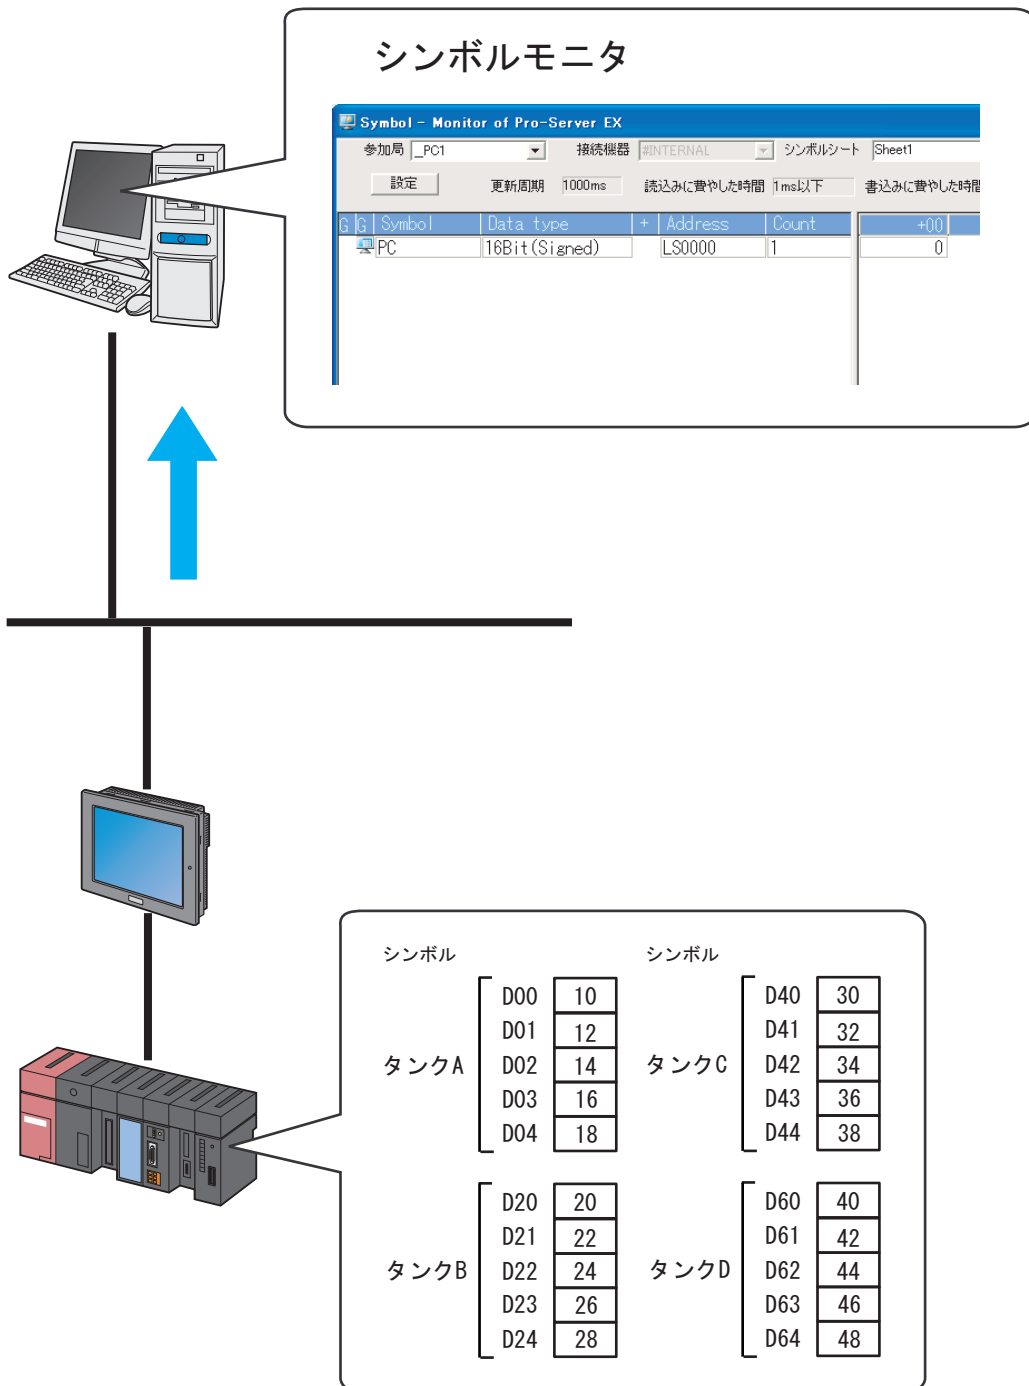 シンボルモニタ
Symbol - Monitor of Pro-Server EX
参加局 _PC1 接続機器 #INTERNAL シンボルシート Sheet1
設定 更新周期 1000ms 読込みに費やした時間 1ms以下 書込みに費やした時間
G G Symbol Data type + Address Count +00
PC 16Bit(Signed) LS0000 1 0
シンボル シンボル
D00 10 D40 30
D01 12 D41 32
タンクA D02 14 タンクC D42 34
D03 16 D43 36
D04 18 D44 38
D20 20 D60 40
D21 22 D61 42
タンクB D22 24 タンクD D62 44
D23 26 D63 46
D24 28 D64 48